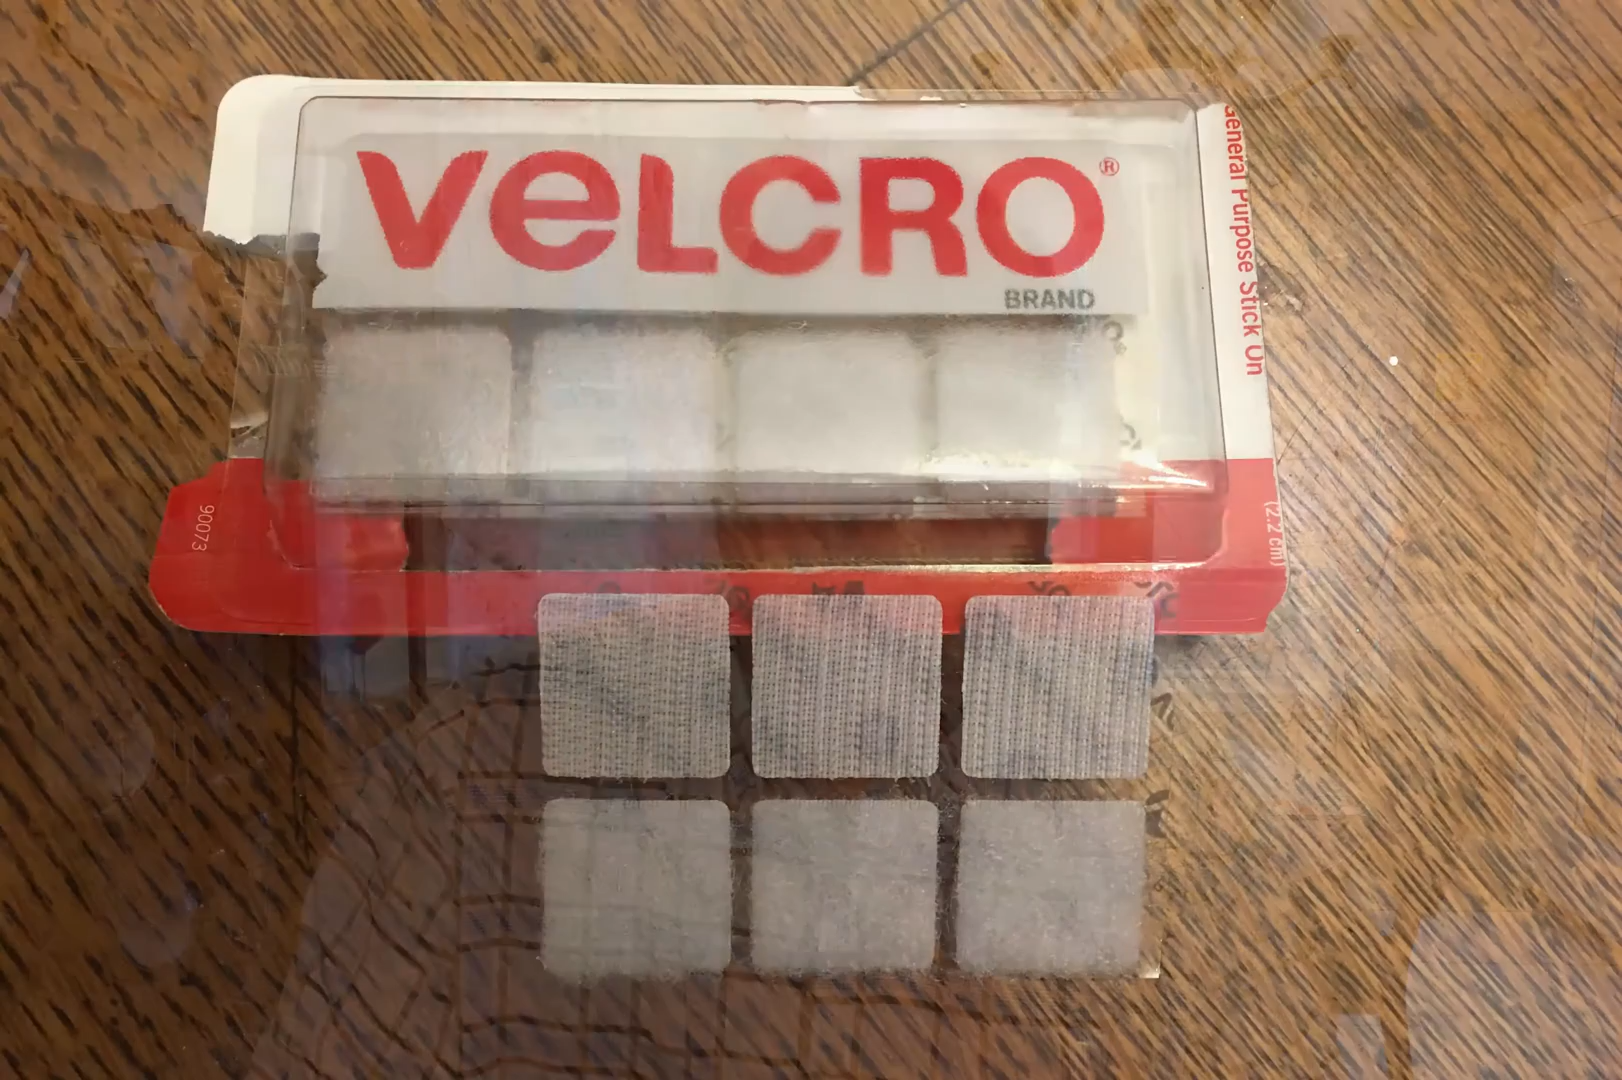 VELCRO®
BRAND
General Purpose Stick On
(2.2 cm)
90073